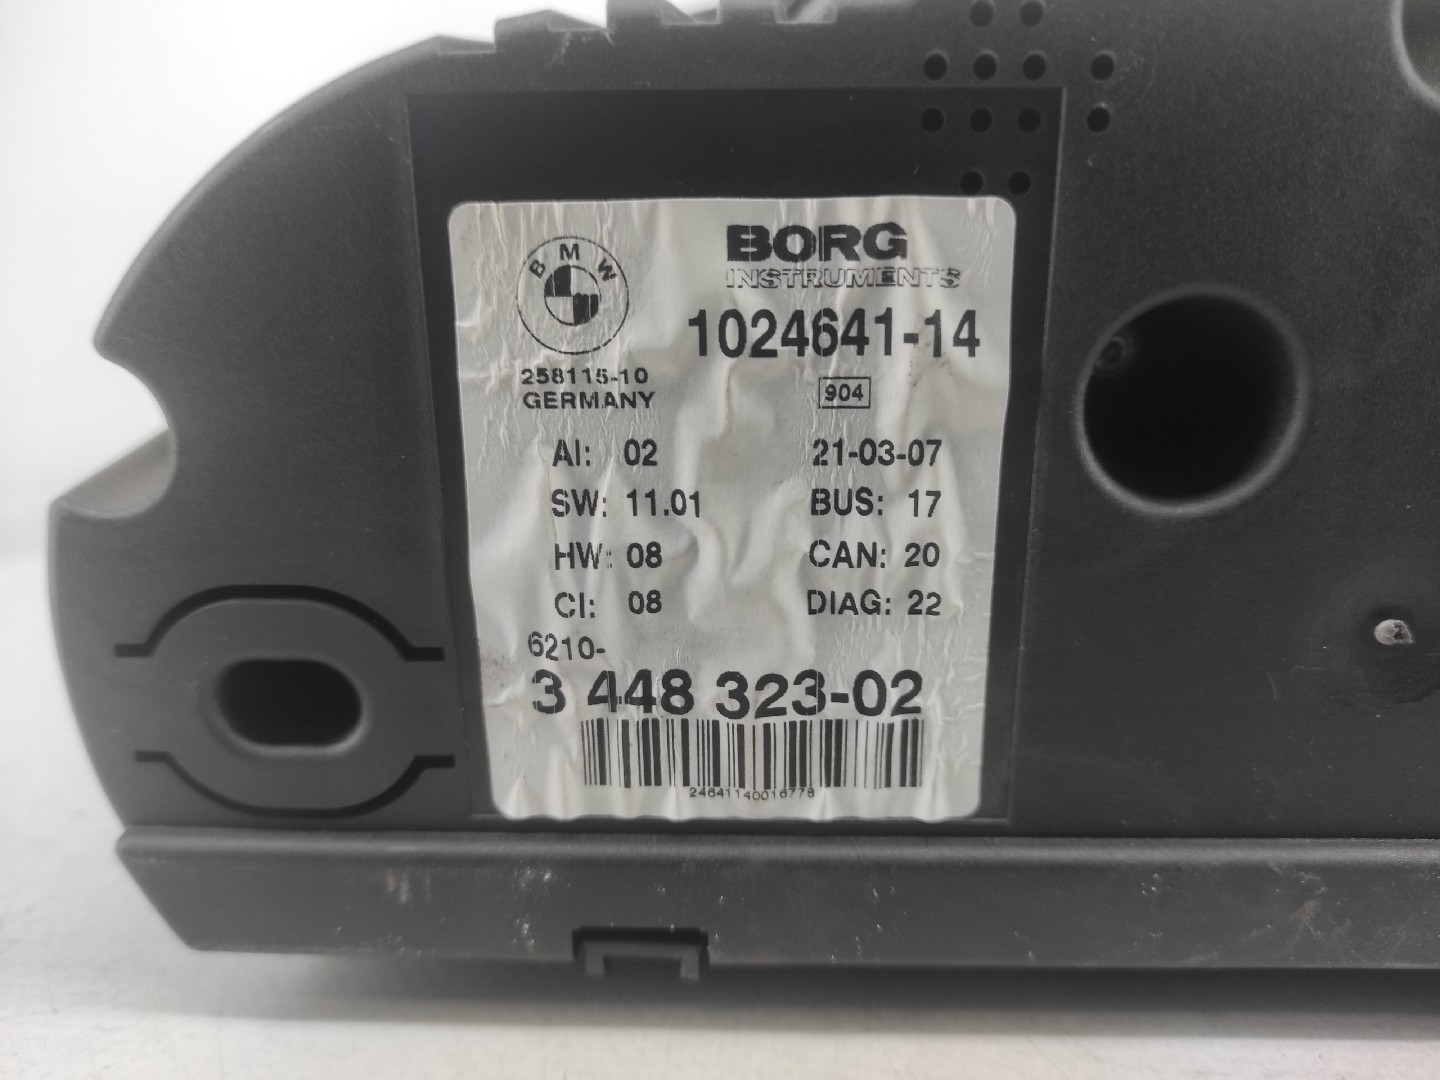 BMW
BORG
INSTRUMENTS
1024641-14
258115-10
GERMANY
904
AI: 02
21-03-07
SW: 11.01
BUS: 17
HW: 08
CAN: 20
CI: 08
DIAG: 22
6210-
3 448 323-02
24641140016778